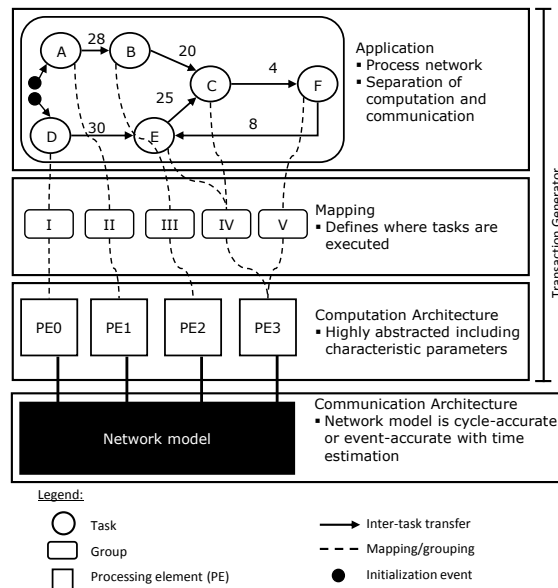 28
20
A
B
Application
▪ Process network
▪ Separation of
computation and
communication
4
C
F
25
30
8
D
E
Mapping
▪ Defines where tasks are
executed
I
II
III
IV
V
Transaction Generator
Computation Architecture
▪ Highly abstracted including
characteristic parameters
PE0
PE1
PE2
PE3
Communication Architecture
▪ Network model is cycle-accurate
or event-accurate with time
estimation
Network model
Legend:
Task
Inter-task transfer
Group
Mapping/grouping
Processing element (PE)
Initialization event